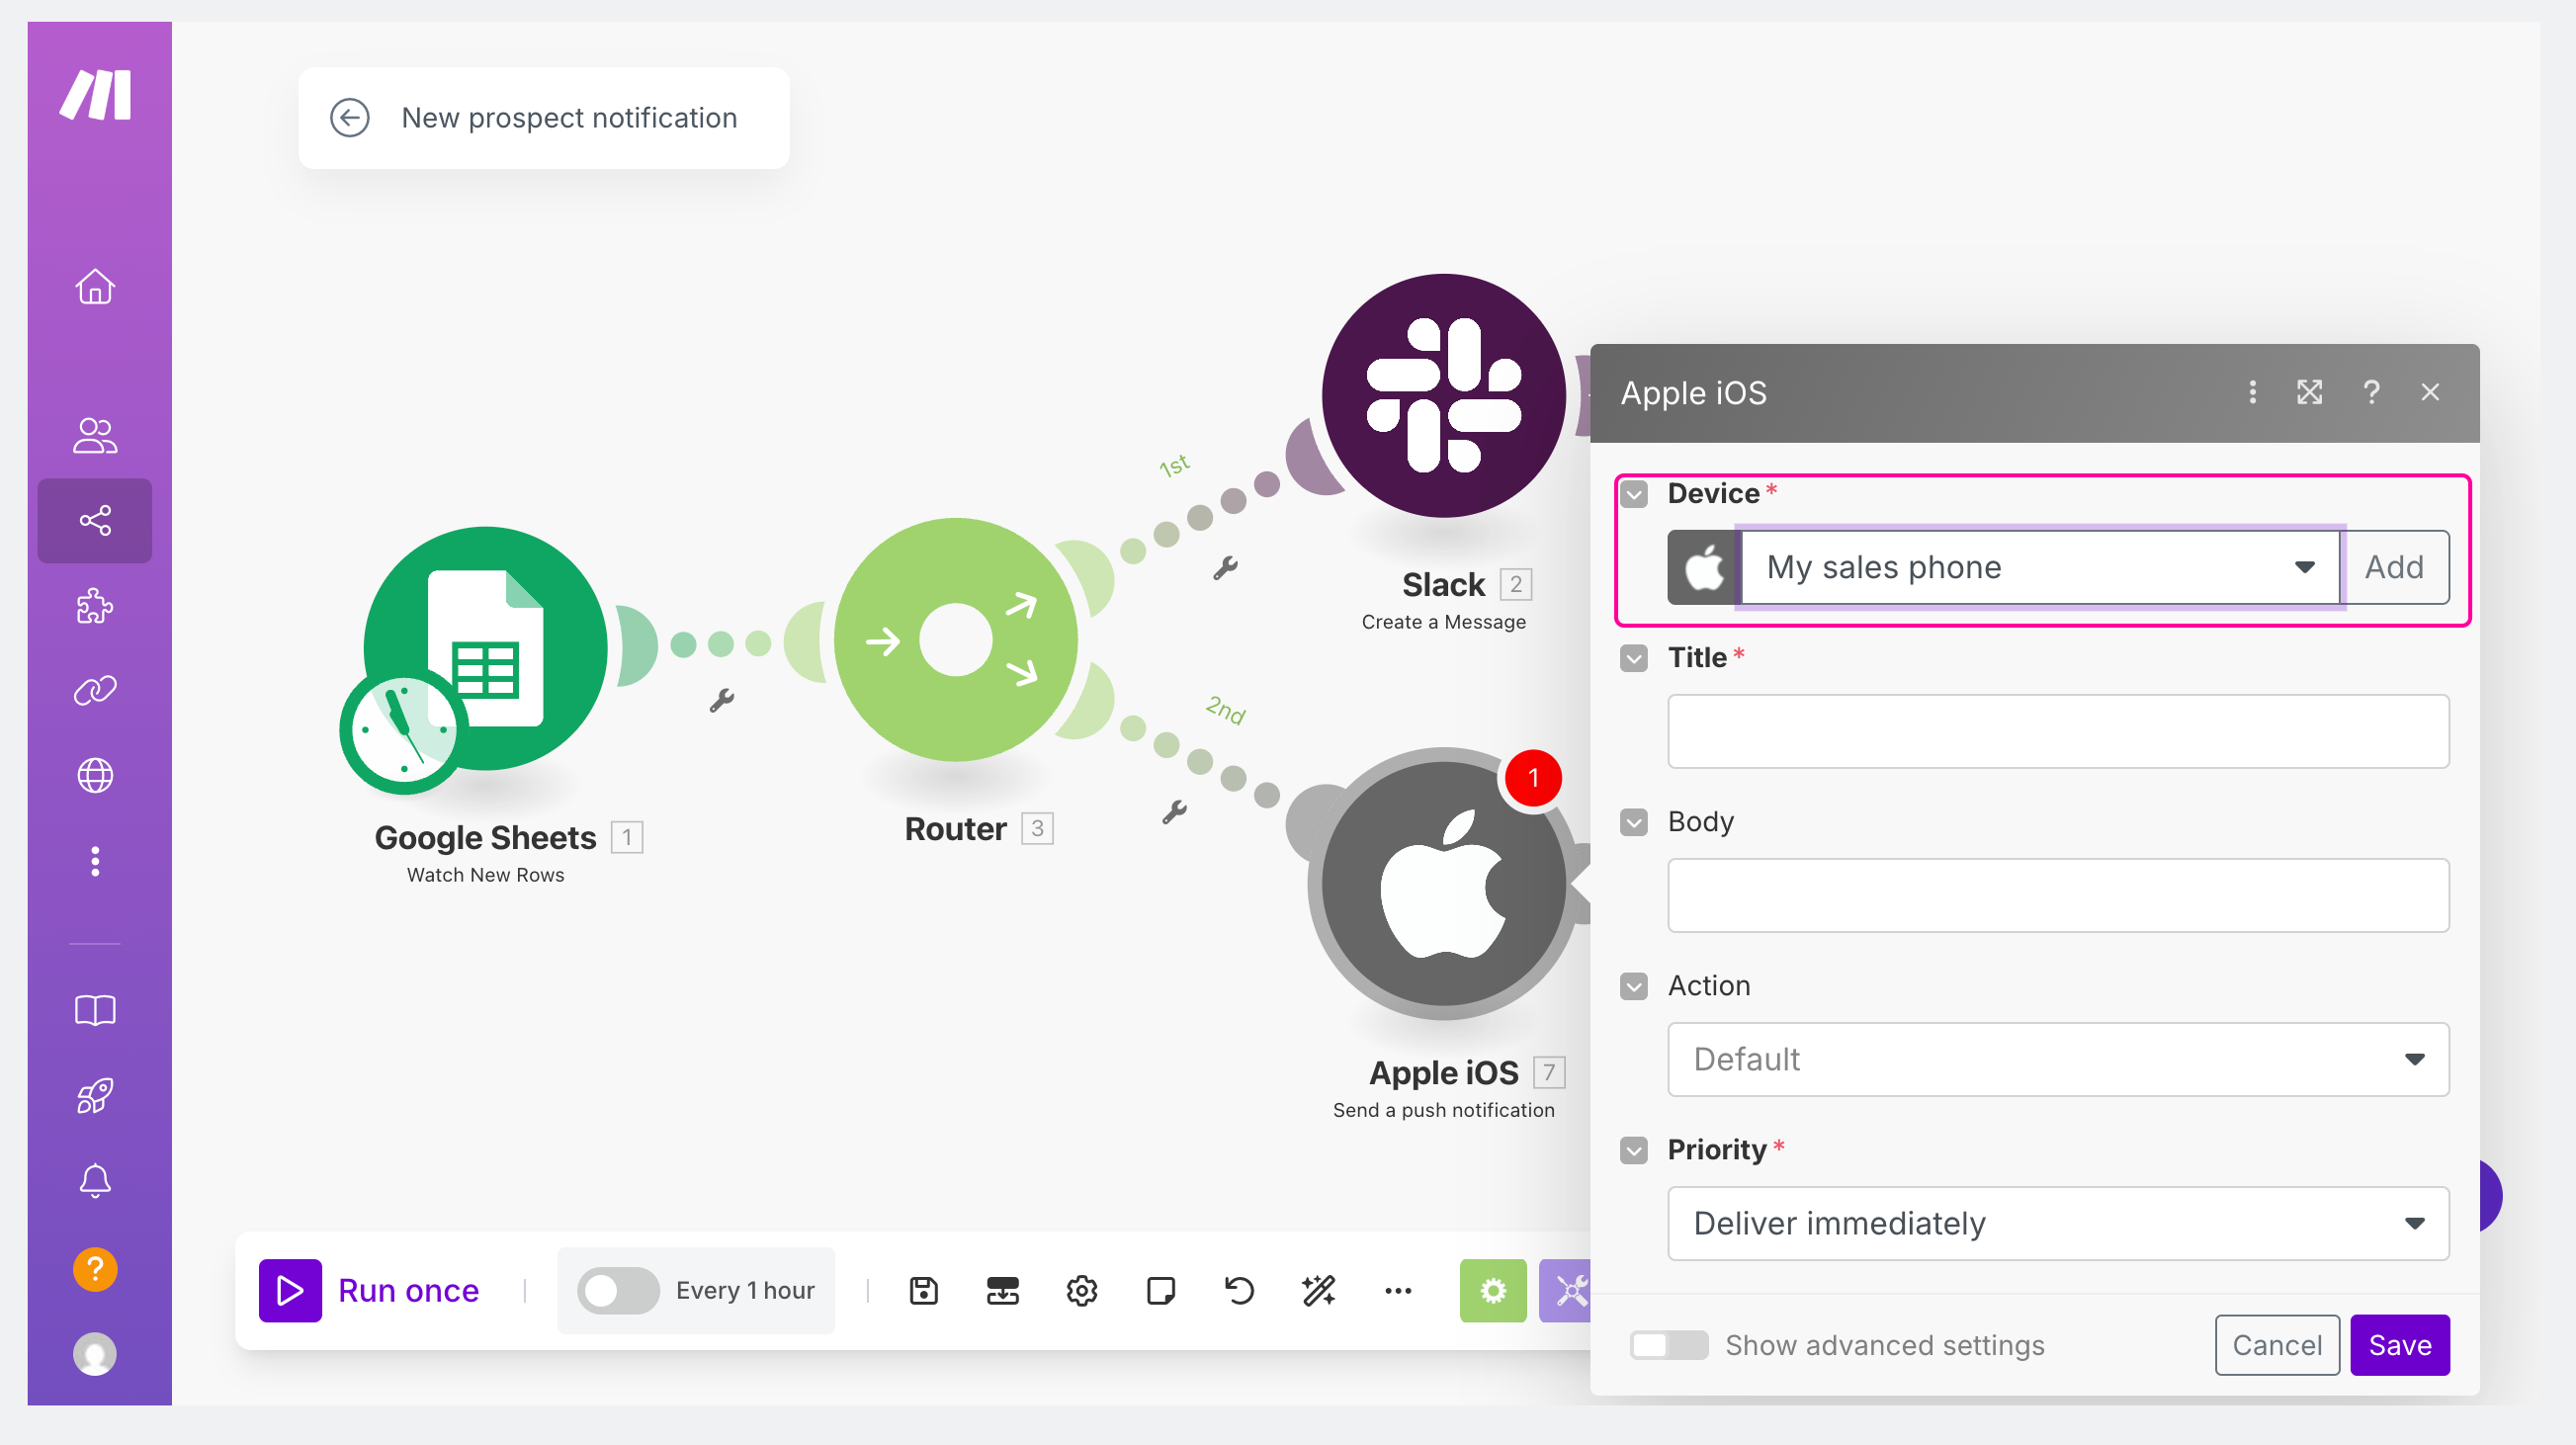 New prospect notification
1st
Slack 2
Create a Message
Google Sheets 1
Watch New Rows
Router 3
2nd
1
Apple iOS 7
Send a push notification
Run once
Every 1 hour
Apple iOS
?
Device *
My sales phone
Add
Title *
Body
Action
Default
Priority *
Deliver immediately
Show advanced settings
Cancel
Save
?